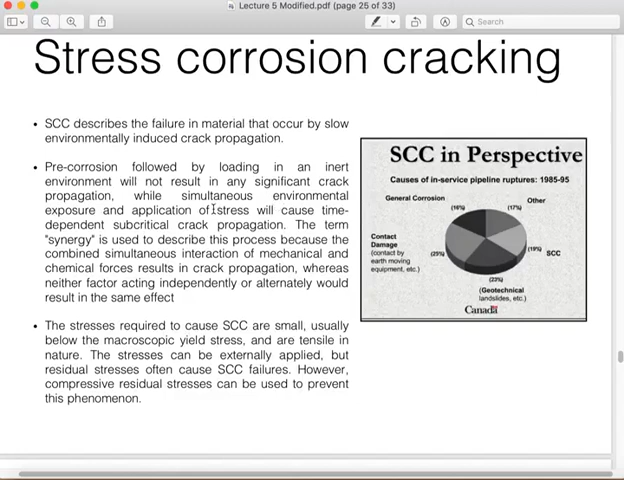 Lecture 5 Modified.pdf (page 25 of 33)
Search
Stress corrosion cracking
• SCC describes the failure in material that occur by slow
environmentally induced crack propagation.
• Pre-corrosion followed by loading in an inert
environment will not result in any significant crack
propagation, while simultaneous environmental
exposure and application of stress will cause time-
dependent subcritical crack propagation. The term
"synergy" is used to describe this process because the
combined simultaneous interaction of mechanical and
chemical forces results in crack propagation, whereas
neither factor acting independently or alternately would
result in the same effect
• The stresses required to cause SCC are small, usually
below the macroscopic yield stress, and are tensile in
nature. The stresses can be externally applied, but
residual stresses often cause SCC failures. However,
compressive residual stresses can be used to prevent
this phenomenon.
SCC in Perspective
Causes of in-service pipeline ruptures: 1985-95
General Corrosion
(16%)
Other
(17%)
Contact
Damage
(contact by
earth moving
equipment, etc.)
(25%)
(19%)
SCC
(23%)
(Geotechnical
landslides, etc.)
Canada